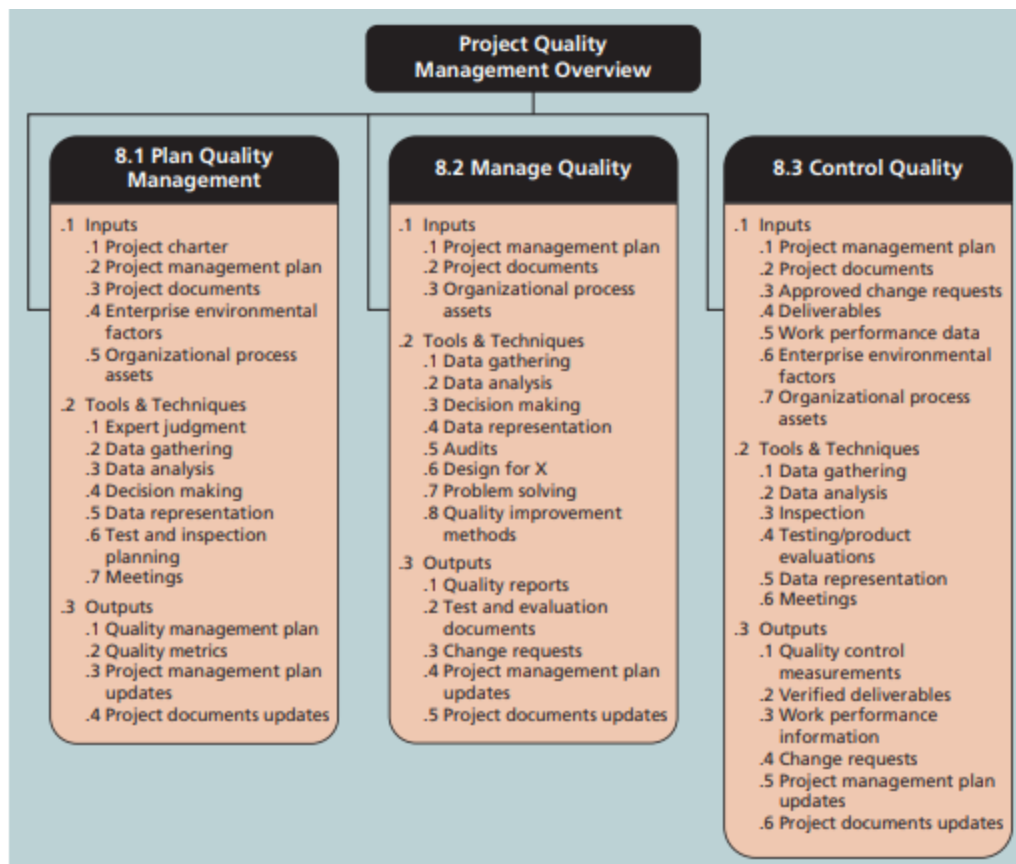 Project Quality
Management Overview
8.1 Plan Quality
Management
.1 Inputs
.1 Project charter
.2 Project management plan
.3 Project documents
.4 Enterprise environmental
factors
.5 Organizational process
assets
.2 Tools & Techniques
.1 Expert judgment
.2 Data gathering
.3 Data analysis
.4 Decision making
.5 Data representation
.6 Test and inspection
planning
.7 Meetings
.3 Outputs
.1 Quality management plan
.2 Quality metrics
.3 Project management plan
updates
.4 Project documents updates
8.2 Manage Quality
.1 Inputs
.1 Project management plan
.2 Project documents
.3 Organizational process
assets
.2 Tools & Techniques
.1 Data gathering
.2 Data analysis
.3 Decision making
.4 Data representation
.5 Audits
.6 Design for X
.7 Problem solving
.8 Quality improvement
methods
.3 Outputs
.1 Quality reports
.2 Test and evaluation
documents
.3 Change requests
.4 Project management plan
updates
.5 Project documents updates
8.3 Control Quality
.1 Inputs
.1 Project management plan
.2 Project documents
.3 Approved change requests
.4 Deliverables
.5 Work performance data
.6 Enterprise environmental
factors
.7 Organizational process
assets
.2 Tools & Techniques
.1 Data gathering
.2 Data analysis
.3 Inspection
.4 Testing/product
evaluations
.5 Data representation
.6 Meetings
.3 Outputs
.1 Quality control
measurements
.2 Verified deliverables
.3 Work performance
information
.4 Change requests
.5 Project management plan
updates
.6 Project documents updates